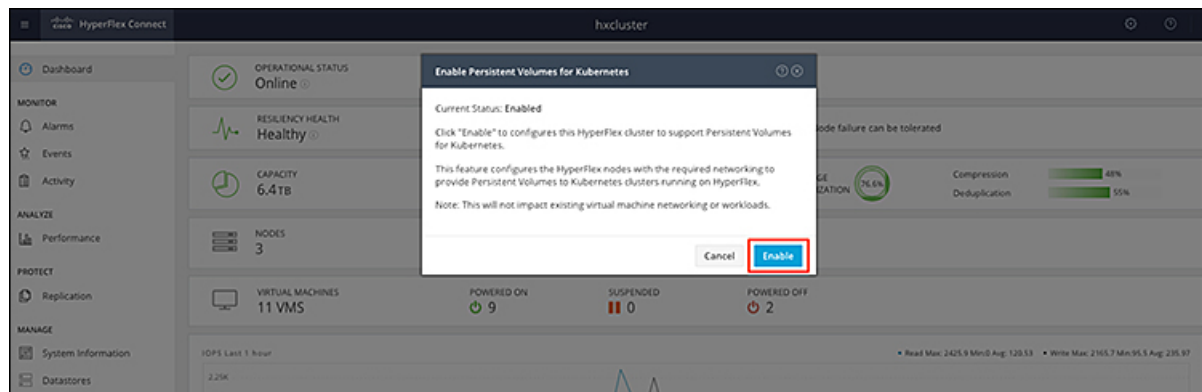 CISCO HyperFlex Connect
hxcluster
Dashboard
MONITOR
Alarms
Events
Activity
ANALYZE
Performance
PROTECT
Replication
MANAGE
System Information
Datastores
OPERATIONAL STATUS
Online
RESILIENCY HEALTH
Healthy
ode failure can be tolerated
CAPACITY
6.4 TB
GE
IZATION
76.6%
Compression 48%
Deduplication 55%
NODES
3
VIRTUAL MACHINES
11 VMS
POWERED ON
9
SUSPENDED
0
POWERED OFF
2
Enable Persistent Volumes for Kubernetes
Current Status: Enabled
Click "Enable" to configures this HyperFlex cluster to support Persistent Volumes
for Kubernetes.
This feature configures the HyperFlex nodes with the required networking to
provide Persistent Volumes to Kubernetes clusters running on HyperFlex.
Note: This will not impact existing virtual machine networking or workloads.
Cancel
Enable
IOPS Last 1 hour
Read Max: 2425.9 Min:0 Avg: 120.53 Write Max: 2165.7 Min:95.5 Avg: 235.97
2.25K